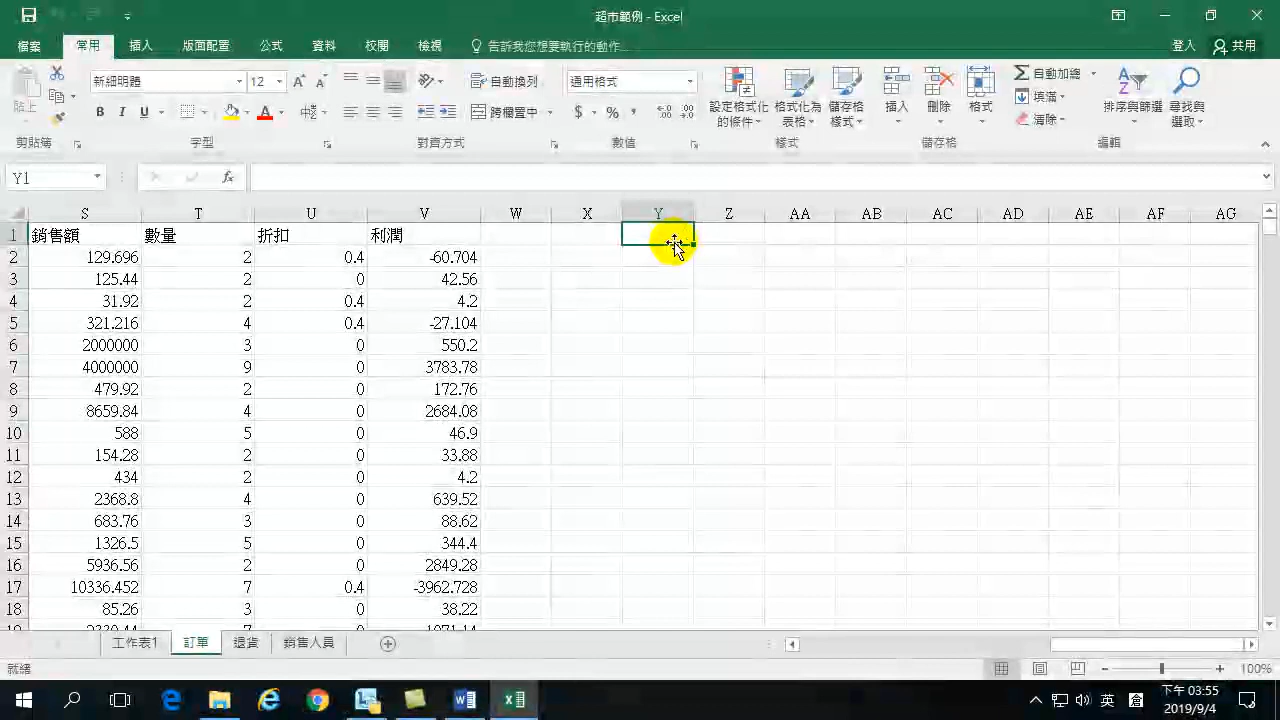 超市範例 - Excel
檔案 常用 插入 版面配置 公式 資料 校閱 檢視 告訴我您想要執行的動作... 登入 共用
新細明體 12 自動換列 通用格式 自動加總
貼上 B I U 中 跨欄置中 $ % 設定格式化的條件 格式化為表格 儲存格樣式 插入 刪除 格式 填滿 清除 排序與篩選 尋找與選取
剪貼簿 字型 對齊方式 數值 樣式 儲存格 編輯
Y1 fx
S T U V W X Y Z AA AB AC AD AE AF AG
1 銷售額 數量 折扣 利潤
2 129.696 2 0.4 -60.704
3 125.44 2 0 42.56
4 31.92 2 0.4 4.2
5 321.216 4 0.4 -27.104
6 2000000 3 0 550.2
7 4000000 9 0 3783.78
8 479.92 2 0 172.76
9 8659.84 4 0 2684.08
10 588 5 0 46.9
11 154.28 2 0 33.88
12 434 2 0 4.2
13 2368.8 4 0 639.52
14 683.76 3 0 88.62
15 1326.5 5 0 344.4
16 5936.56 2 0 2849.28
17 10336.452 7 0.4 -3962.728
18 85.26 3 0 38.22
工作表1 訂單 退貨 銷售人員
就緒 100%
英 下午 03:35
2019/9/4